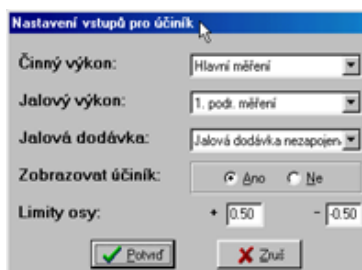 Nastavení vstupů pro účiník
Činný výkon: Hlavní měření
Jalový výkon: 1. podr. měření
Jalová dodávka: Jalová dodávka nezapojen
Zobrazovat účiník: Ano Ne
Limity osy: + 0.50 - -0.50
Potvrď Zruš